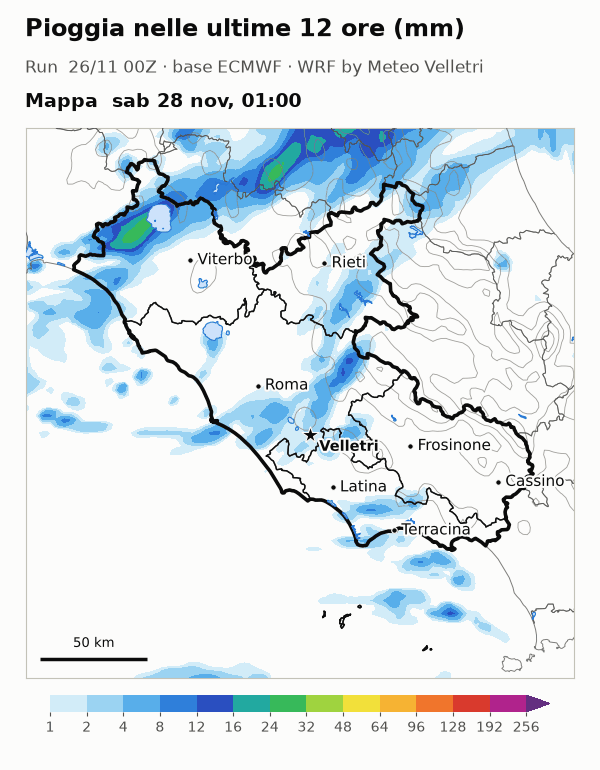 Pioggia nelle ultime 12 ore (mm)
Run  26/11 00Z · base ECMWF · WRF by Meteo Velletri
Mappa  sab 28 nov, 01:00
Viterbo
Rieti
Roma
Velletri
Frosinone
Latina
Cassino
Terracina
50 km
1 2 4 8 12 16 24 32 48 64 96 128 192 256